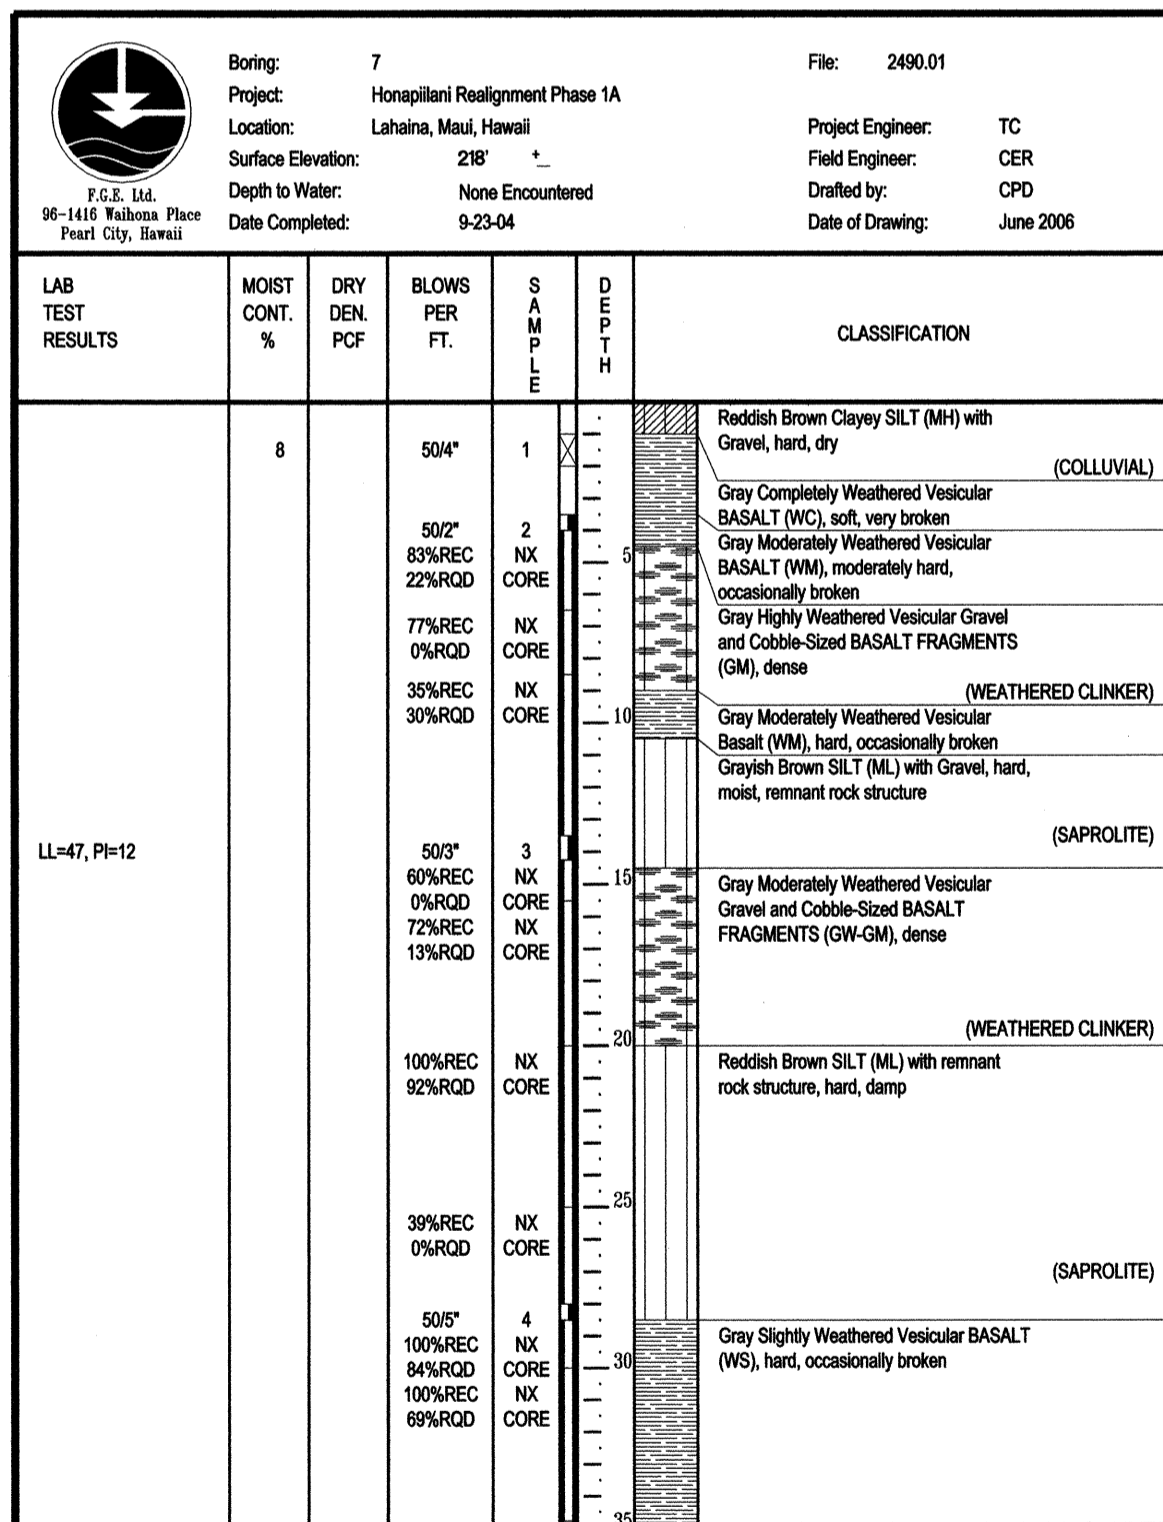 F.G.E. Ltd.
96-1416 Waihona Place
Pearl City, Hawaii
Boring: 7
Project: Honapiilani Realignment Phase 1A
Location: Lahaina, Maui, Hawaii
Surface Elevation: 218' ±
Depth to Water: None Encountered
Date Completed: 9-23-04
File: 2490.01
Project Engineer: TC
Field Engineer: CER
Drafted by: CPD
Date of Drawing: June 2006
LAB
TEST
RESULTS
MOIST
CONT.
%
DRY
DEN.
PCF
BLOWS
PER
FT.
SAMPLE
DEPTH
CLASSIFICATION
Reddish Brown Clayey SILT (MH) with
Gravel, hard, dry
(COLLUVIAL)
8 50/4" 1
Gray Completely Weathered Vesicular
BASALT (WC), soft, very broken
50/2" 2
Gray Moderately Weathered Vesicular
BASALT (WM), moderately hard,
occasionally broken
83%REC NX 5
22%RQD CORE
Gray Highly Weathered Vesicular Gravel
and Cobble-Sized BASALT FRAGMENTS
(GM), dense
(WEATHERED CLINKER)
77%REC NX
0%RQD CORE
35%REC NX
30%RQD CORE 10
Gray Moderately Weathered Vesicular
Basalt (WM), hard, occasionally broken
Grayish Brown SILT (ML) with Gravel, hard,
moist, remnant rock structure
(SAPROLITE)
LL=47, PI=12 50/3" 3
60%REC NX 15
0%RQD CORE
72%REC NX
13%RQD CORE
Gray Moderately Weathered Vesicular
Gravel and Cobble-Sized BASALT
FRAGMENTS (GW-GM), dense
(WEATHERED CLINKER)
20
100%REC NX
92%RQD CORE
Reddish Brown SILT (ML) with remnant
rock structure, hard, damp
25
39%REC NX
0%RQD CORE
(SAPROLITE)
50/5" 4
100%REC NX
84%RQD CORE 30
100%REC NX
69%RQD CORE
Gray Slightly Weathered Vesicular BASALT
(WS), hard, occasionally broken
35